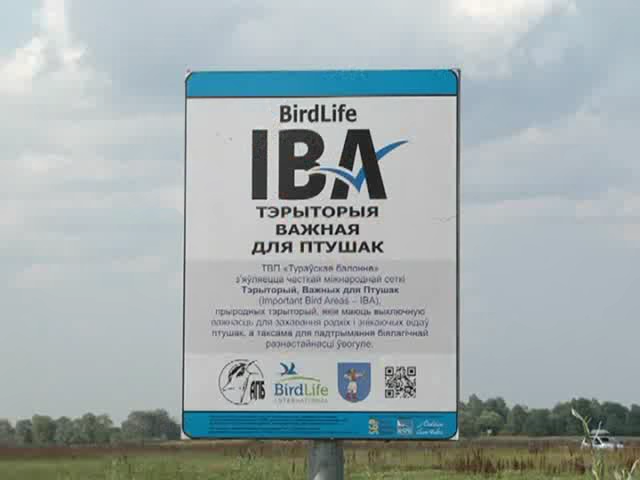 BirdLife
IBA
ТЭРЫТОРЫЯ
ВАЖНАЯ
ДЛЯ ПТУШАК
ТВП «Тураўская балонна»
з'яўляецца часткай міжнароднай сеткі
Тэрыторый, Важных для Птушак
(Important Bird Areas – IBA),
прыродных тэрыторый, якія маюць выключную
важнасць для захавання рэдкіх і знікаючых відаў
птушак, а таксама для падтрымання біялагічнай
разнастайнасці ўвогуле.
АПБ
BirdLife
INTERNATIONAL